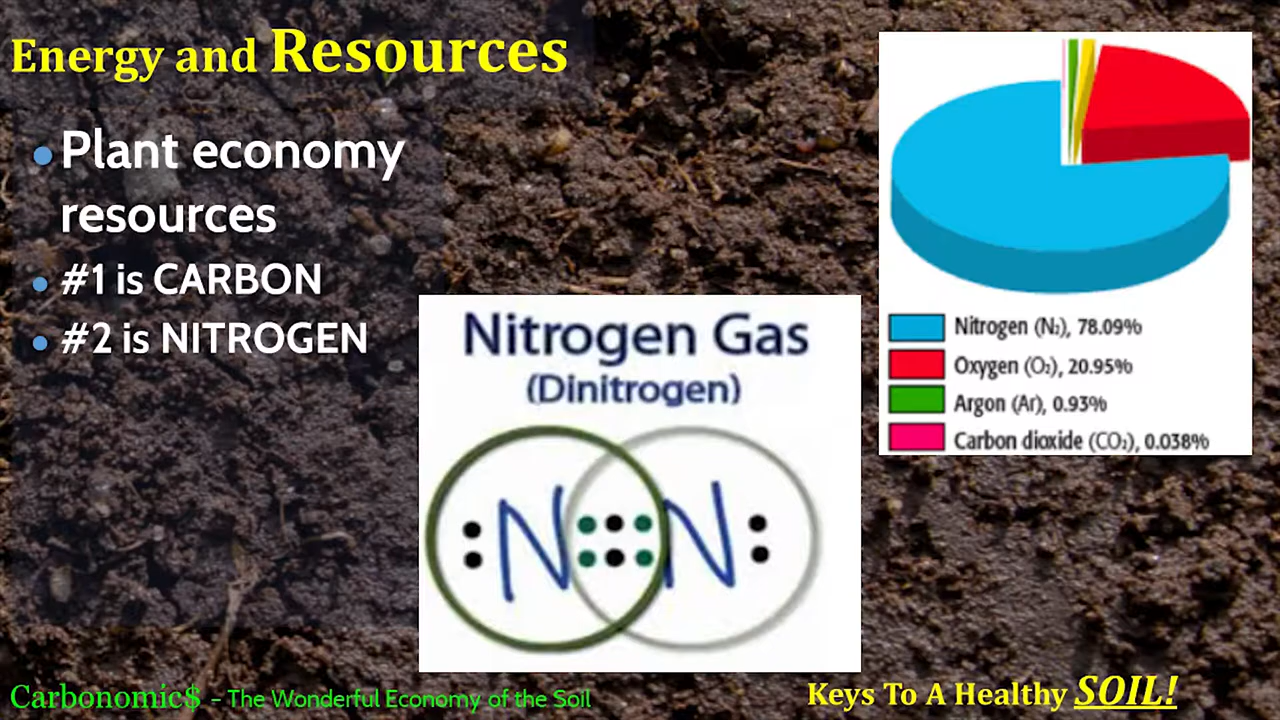 Energy and Resources
• Plant economy
resources
• #1 is CARBON
• #2 is NITROGEN
Nitrogen Gas
(Dinitrogen)
:N:::N:
Nitrogen (N₂), 78.09%
Oxygen (O₂), 20.95%
Argon (Ar), 0.93%
Carbon dioxide (CO₂), 0.038%
Carbonomic$ – The Wonderful Economy of the Soil
Keys To A Healthy SOIL!